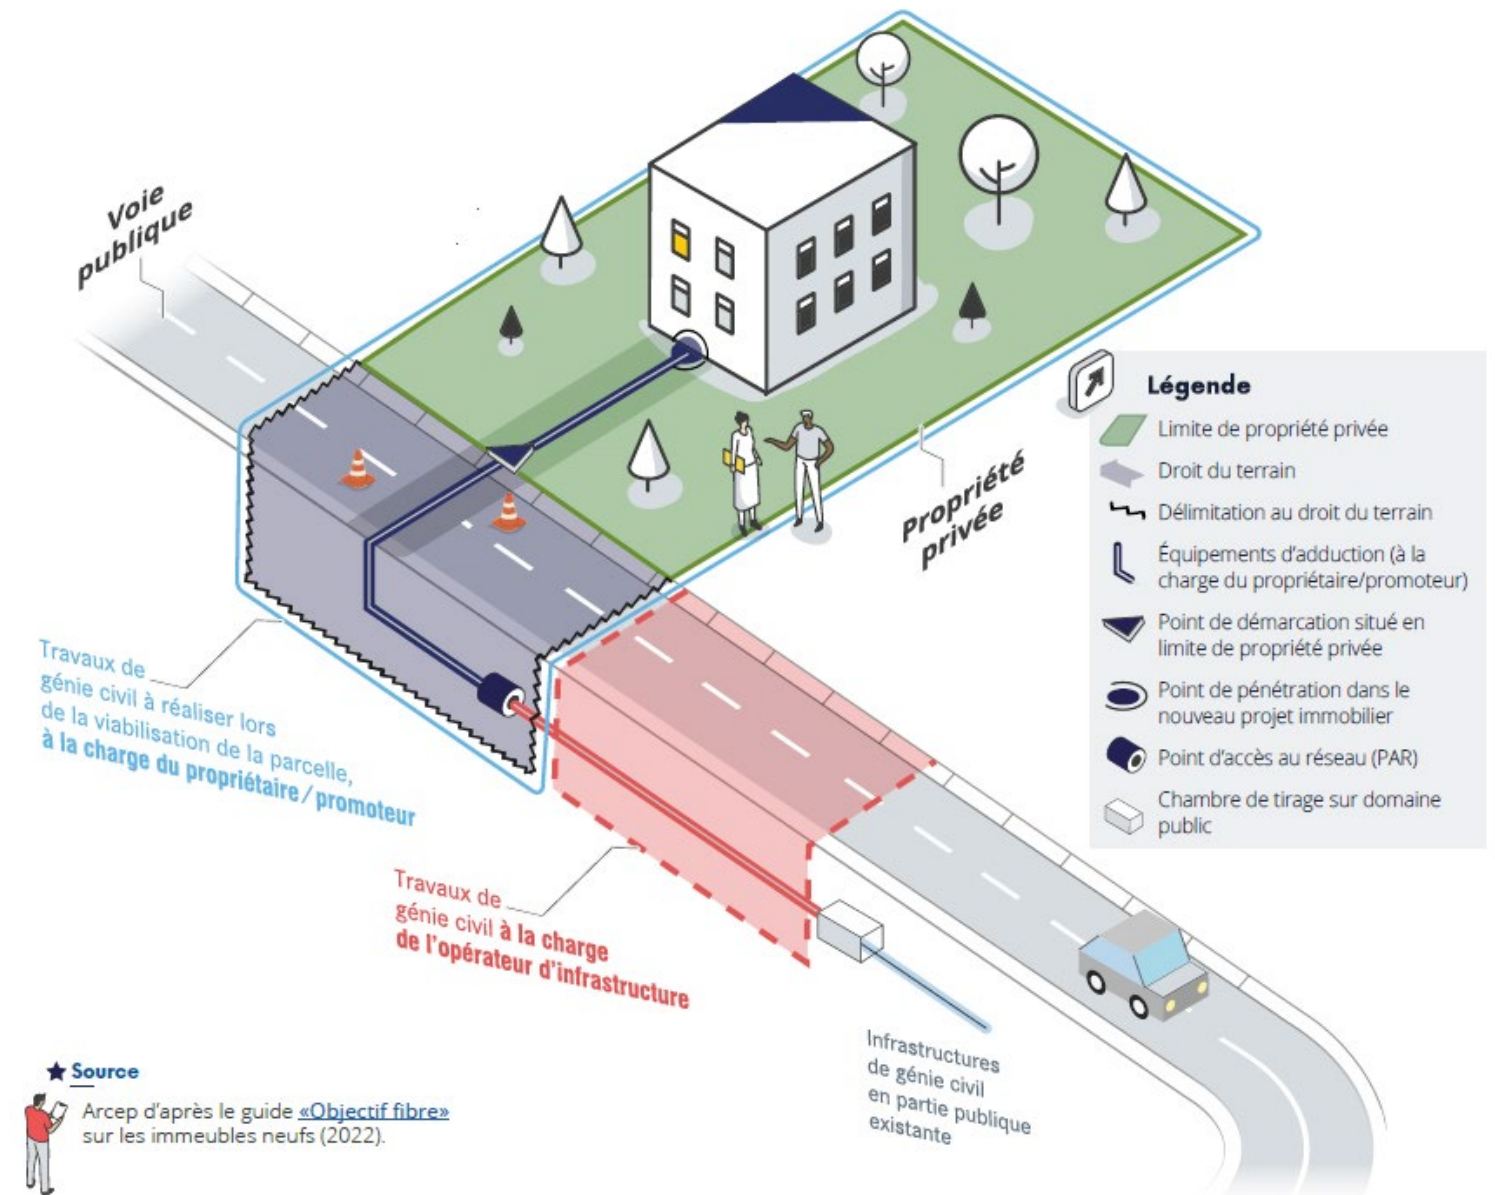 Voie
publique
Propriété
privée
Légende
Limite de propriété privée
Droit du terrain
Délimitation au droit du terrain
Équipements d'adduction (à la
charge du propriétaire/promoteur)
Point de démarcation situé en
limite de propriété privée
Point de pénétration dans le
nouveau projet immobilier
Point d'accès au réseau (PAR)
Chambre de tirage sur domaine
public
Travaux de
génie civil à réaliser lors
de la viabilisation de la parcelle,
à la charge du propriétaire / promoteur
Travaux de
génie civil à la charge
de l'opérateur d'infrastructure
Infrastructures
de génie civil
en partie publique
existante
Source
Arcep d'après le guide «Objectif fibre»
sur les immeubles neufs (2022).